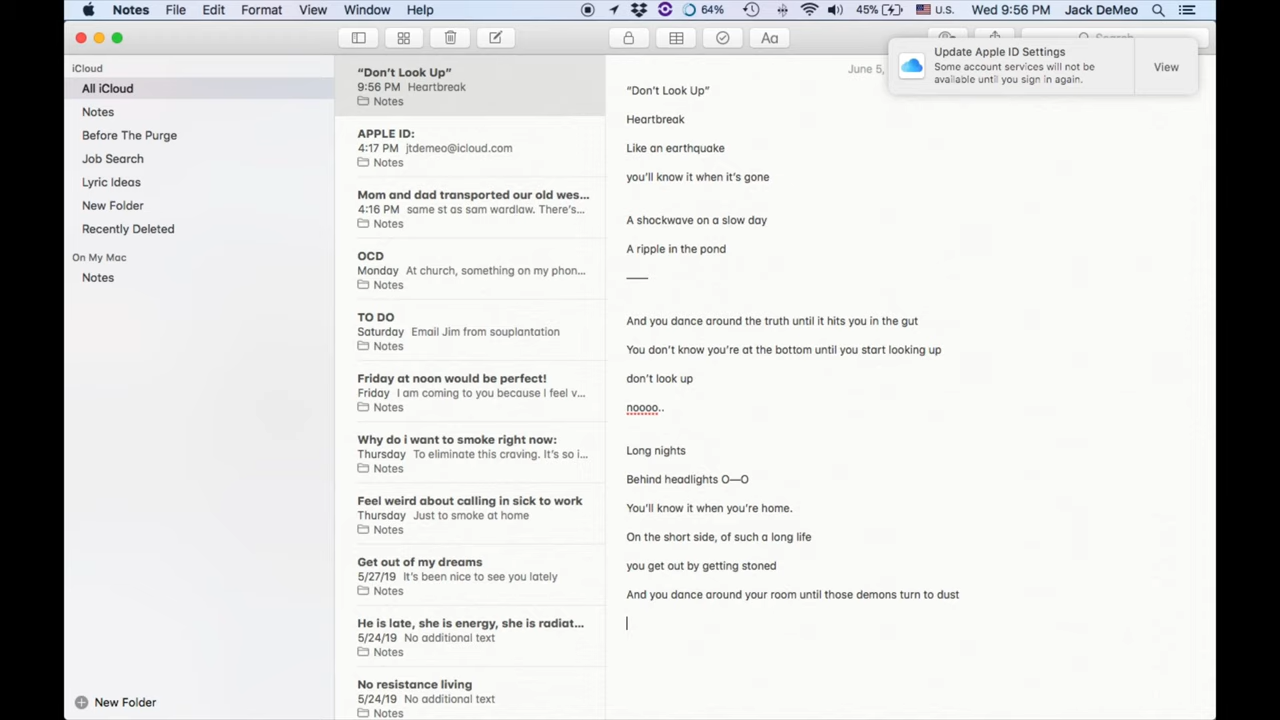 Notes File Edit Format View Window Help 64% 45% U.S. Wed 9:56 PM Jack DeMeo
Aa Search
iCloud
All iCloud
Notes
Before The Purge
Job Search
Lyric Ideas
New Folder
Recently Deleted
On My Mac
Notes
New Folder
“Don’t Look Up”
9:56 PM Heartbreak
Notes
APPLE ID:
4:17 PM jtdemeo@icloud.com
Notes
Mom and dad transported our old wes...
4:16 PM same st as sam wardlaw. There’s...
Notes
OCD
Monday At church, something on my phon...
Notes
TO DO
Saturday Email Jim from souplantation
Notes
Friday at noon would be perfect!
Friday I am coming to you because I feel v...
Notes
Why do i want to smoke right now:
Thursday To eliminate this craving. It’s so i...
Notes
Feel weird about calling in sick to work
Thursday Just to smoke at home
Notes
Get out of my dreams
5/27/19 It’s been nice to see you lately
Notes
He is late, she is energy, she is radiat...
5/24/19 No additional text
Notes
No resistance living
5/24/19 No additional text
Notes
June 5,
Update Apple ID Settings
Some account services will not be
available until you sign in again.
View
“Don’t Look Up”
Heartbreak
Like an earthquake
you’ll know it when it’s gone
A shockwave on a slow day
A ripple in the pond
——
And you dance around the truth until it hits you in the gut
You don’t know you’re at the bottom until you start looking up
don’t look up
noooo..
Long nights
Behind headlights O—O
You’ll know it when you’re home.
On the short side, of such a long life
you get out by getting stoned
And you dance around your room until those demons turn to dust